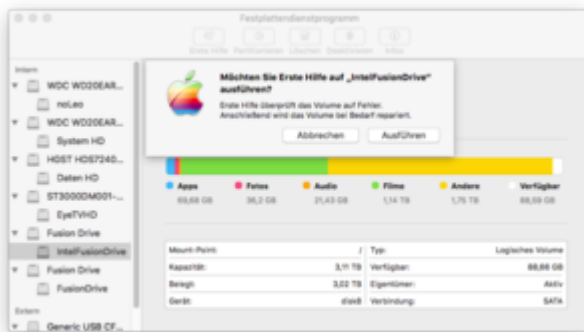 Festplattendienstprogramm
Erste Hilfe Partitionieren Löschen Deaktivieren Infos
Intern
WDC WD20EAR...
noLeo
WDC WD20EAR...
System HD
HGST HDS7240...
Daten HD
ST3000DM001-...
EyeTVHD
Fusion Drive
IntelFusionDrive
Fusion Drive
FusionDrive
Extern
Generic USB CF...
Möchten Sie Erste Hilfe auf „IntelFusionDrive“
ausführen?
Erste Hilfe überprüft das Volume auf Fehler.
Anschließend wird das Volume bei Bedarf repariert.
Abbrechen Ausführen
Apps Fotos Audio Filme Andere Verfügbar
69,68 GB 36,2 GB 21,43 GB 1,14 TB 1,75 TB 88,59 GB
Mount-Point: / Typ: Logisches Volume
Kapazität: 3,11 TB Verfügbar: 88,66 GB
Belegt: 3,02 TB Eigentümer: Aktiv
Gerät: disk8 Verbindung: SATA